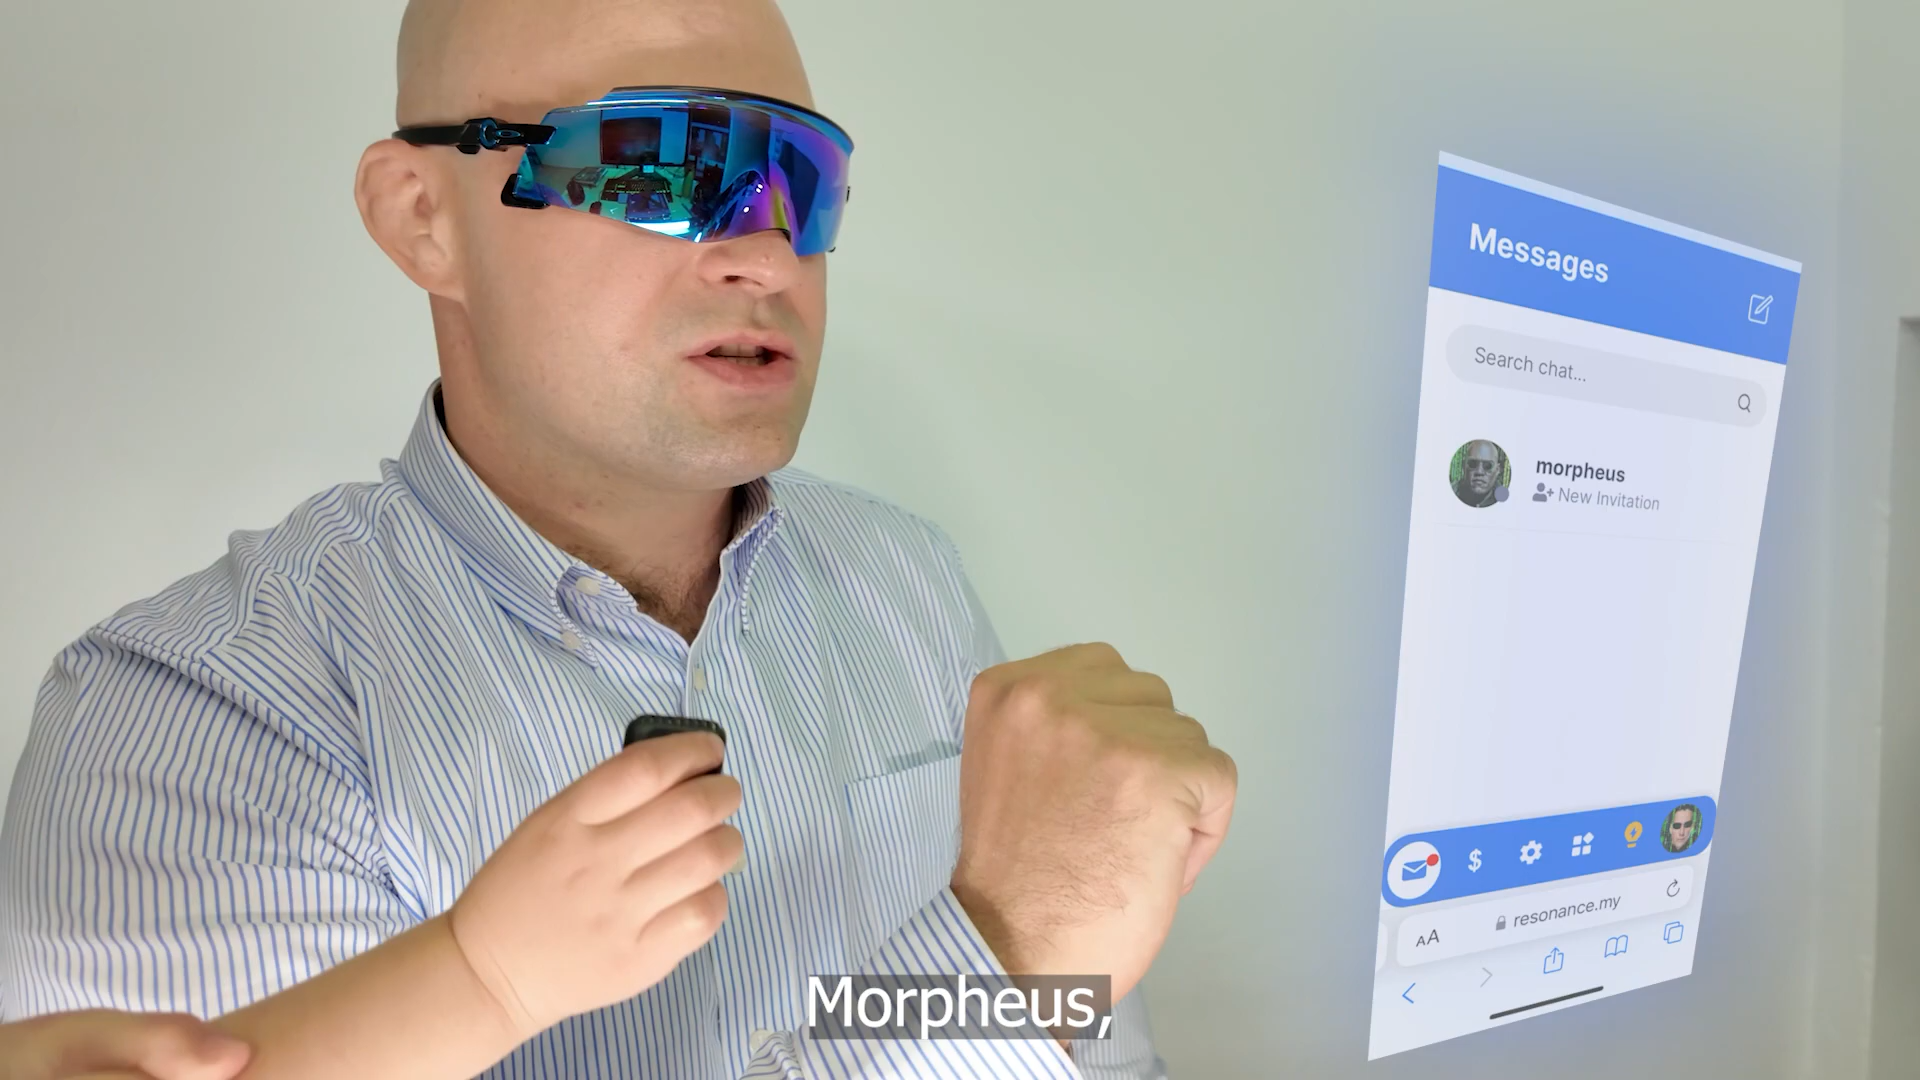 Messages
Search chat...
morpheus
New Invitation
$
AA
resonance.my
Morpheus,